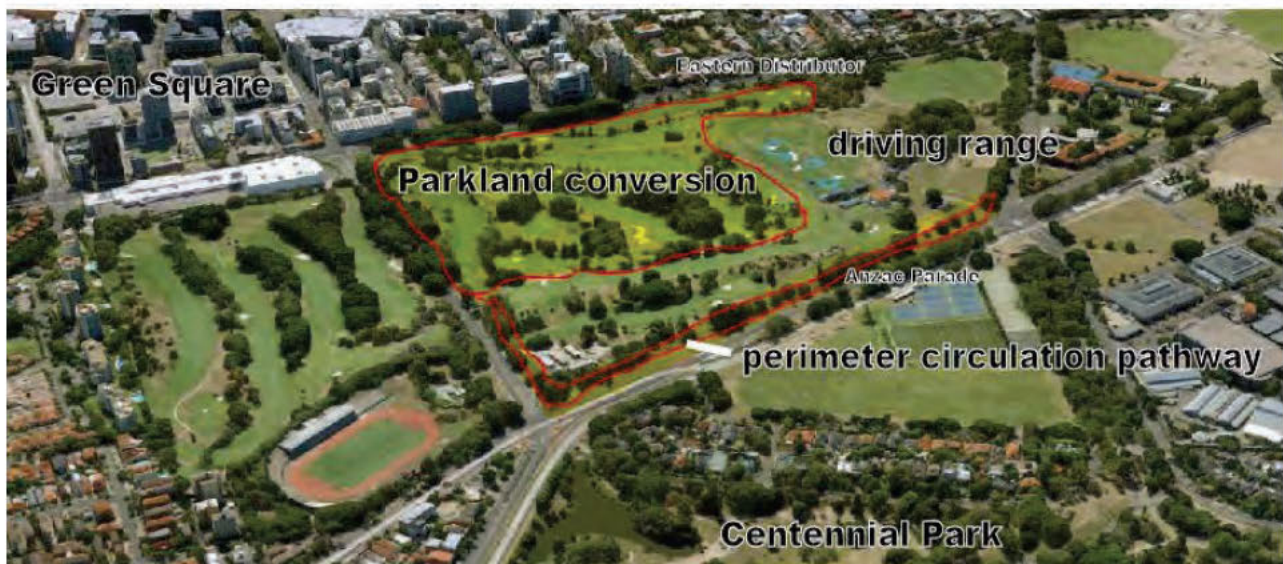 Eastern Distributor
Green Square
driving range
Parkland conversion
Anzac Parade
perimeter circulation pathway
Centennial Park